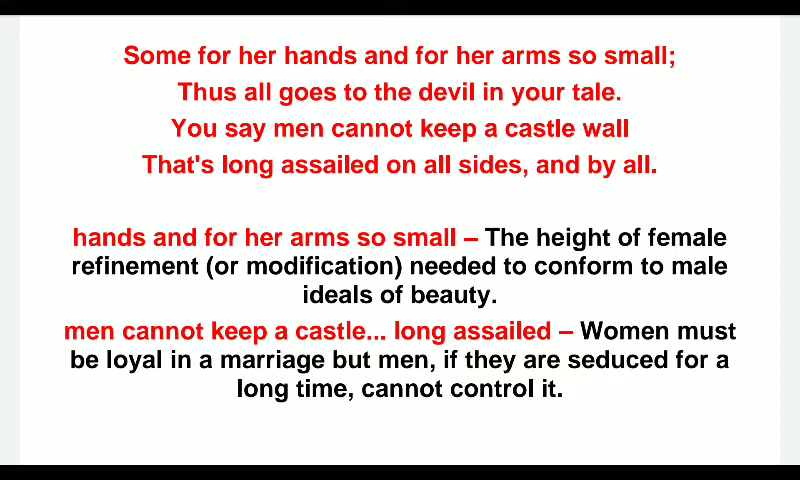 Some for her hands and for her arms so small;
Thus all goes to the devil in your tale.
You say men cannot keep a castle wall
That's long assailed on all sides, and by all.
hands and for her arms so small – The height of female
refinement (or modification) needed to conform to male
ideals of beauty.
men cannot keep a castle... long assailed – Women must
be loyal in a marriage but men, if they are seduced for a
long time, cannot control it.